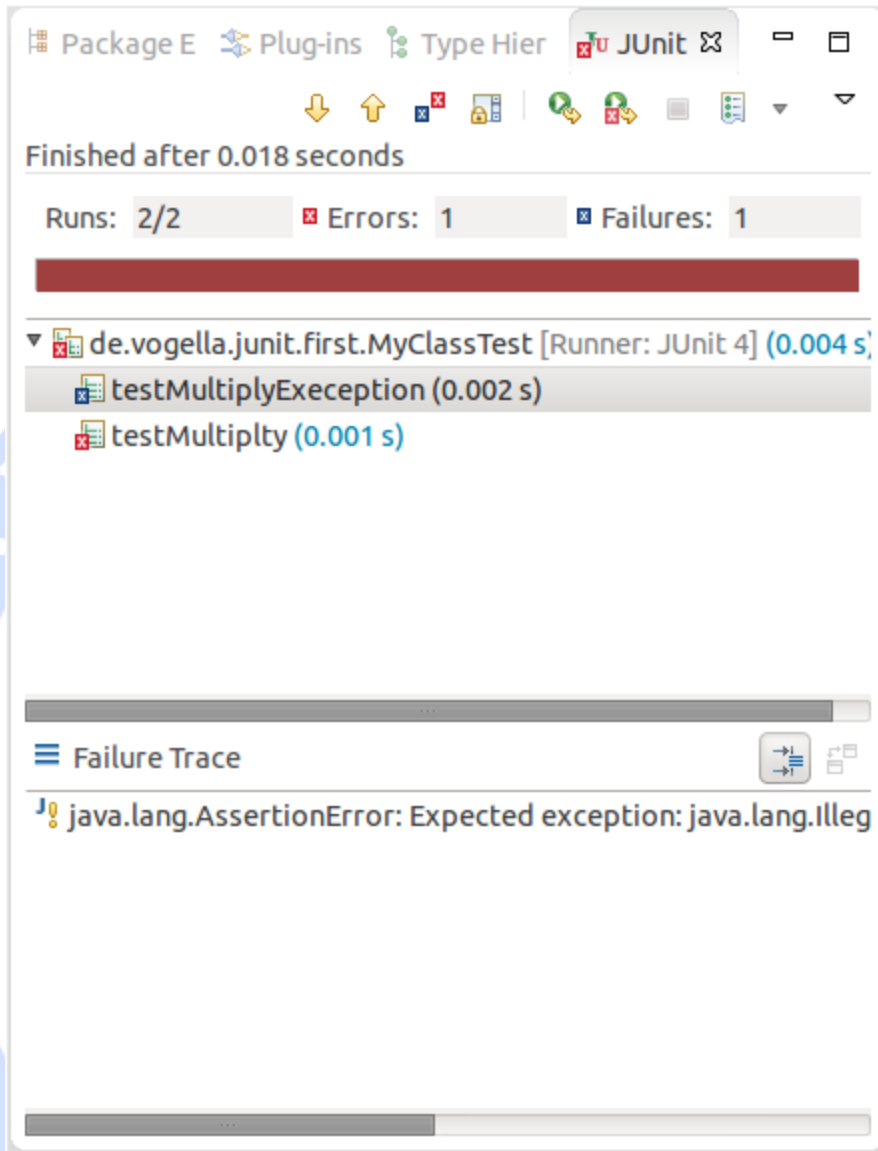 Package E Plug-ins Type Hier JUnit
Finished after 0.018 seconds
Runs: 2/2 Errors: 1 Failures: 1
de.vogella.junit.first.MyClassTest [Runner: JUnit 4] (0.004 s)
testMultiplyExeception (0.002 s)
testMultiplty (0.001 s)
Failure Trace
java.lang.AssertionError: Expected exception: java.lang.Illeg